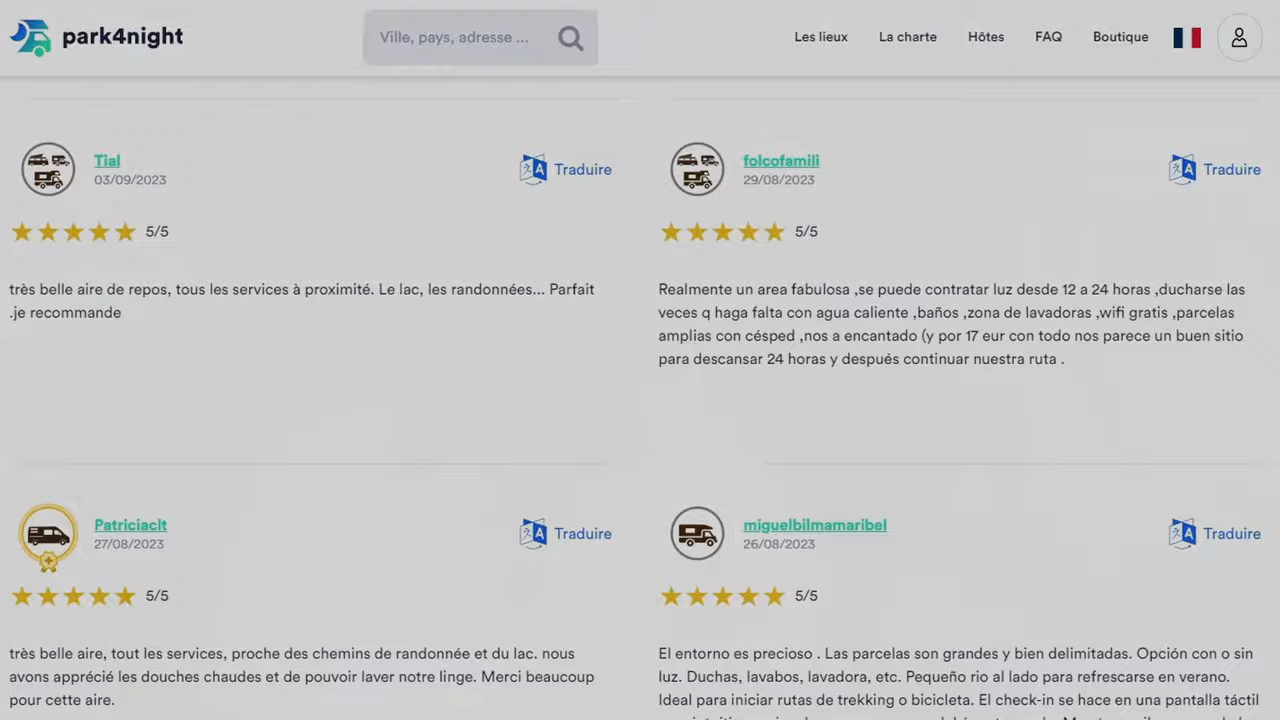 park4night
Ville, pays, adresse ...
Les lieux
La charte
Hôtes
FAQ
Boutique
Tial
03/09/2023
Traduire
5/5
très belle aire de repos, tous les services à proximité. Le lac, les randonnées... Parfait
.je recommande
folcofamili
29/08/2023
Traduire
5/5
Realmente un area fabulosa ,se puede contratar luz desde 12 a 24 horas ,ducharse las
veces q haga falta con agua caliente ,baños ,zona de lavadoras ,wifi gratis ,parcelas
amplias con césped ,nos a encantado (y por 17 eur con todo nos parece un buen sitio
para descansar 24 horas y después continuar nuestra ruta .
Patriciaclt
27/08/2023
Traduire
5/5
très belle aire, tout les services, proche des chemins de randonnée et du lac. nous
avons apprécié les douches chaudes et de pouvoir laver notre linge. Merci beaucoup
pour cette aire.
miguelbilmamaribel
26/08/2023
Traduire
5/5
El entorno es precioso . Las parcelas son grandes y bien delimitadas. Opción con o sin
luz. Duchas, lavabos, lavadora, etc. Pequeño rio al lado para refrescarse en verano.
Ideal para iniciar rutas de trekking o bicicleta. El check-in se hace en una pantalla táctil